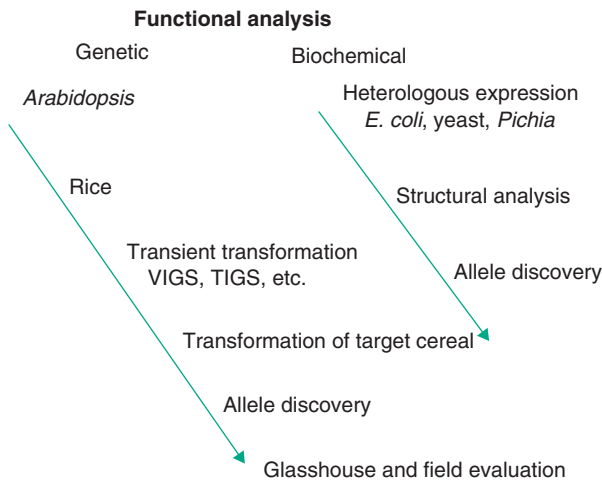 Functional analysis
Genetic
Biochemical
Arabidopsis
Heterologous expression
E. coli, yeast, Pichia
Rice
Structural analysis
Transient transformation
VIGS, TIGS, etc.
Allele discovery
Transformation of target cereal
Allele discovery
Glasshouse and field evaluation